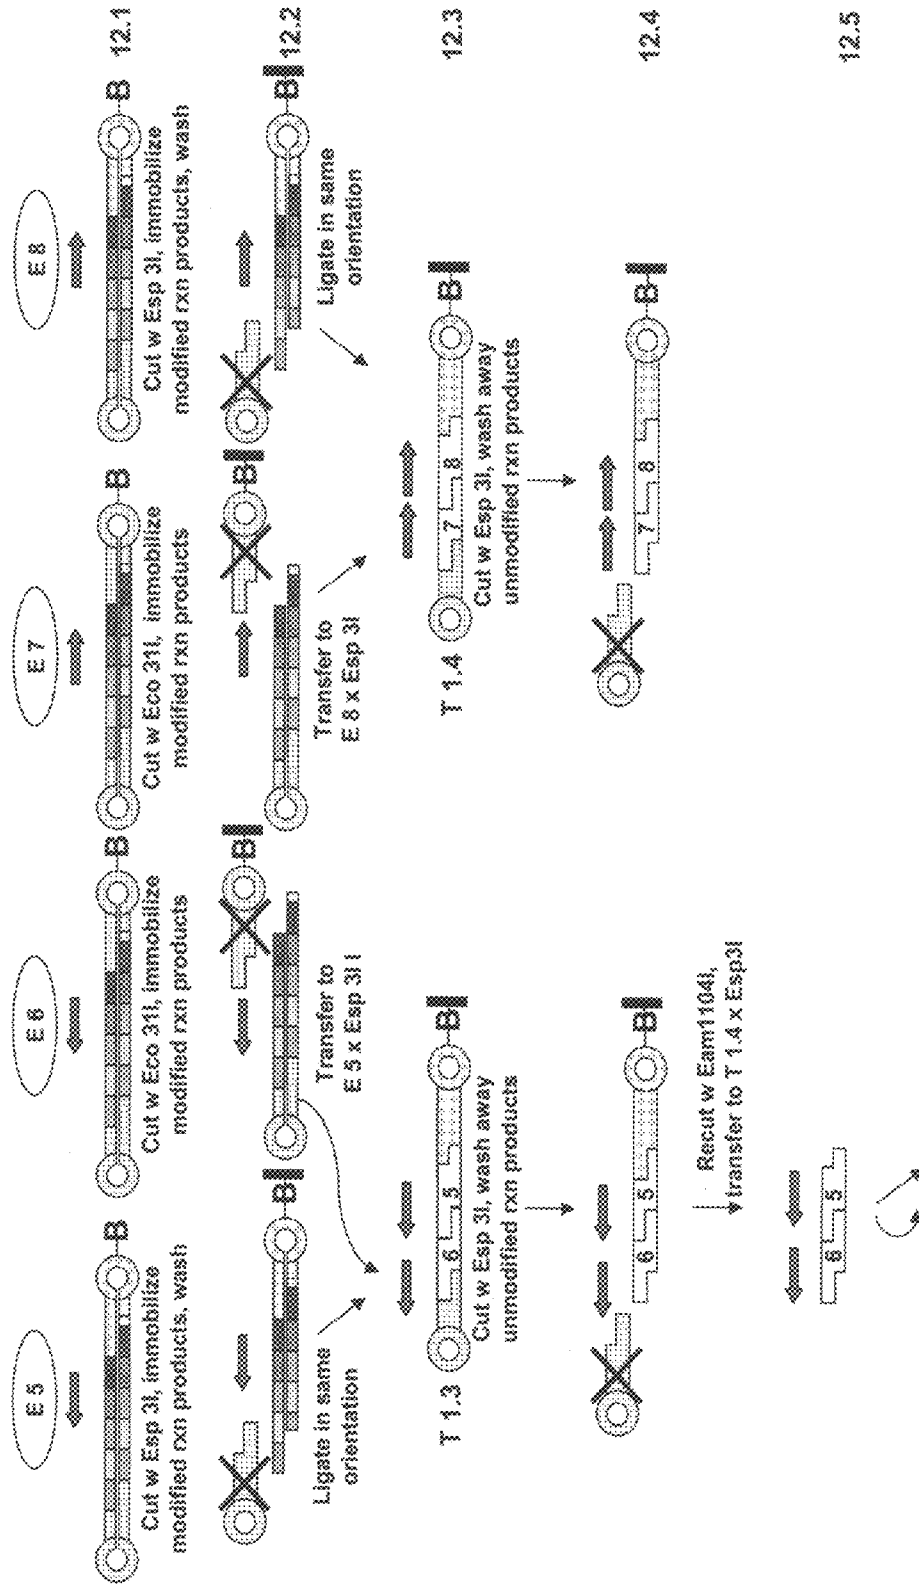 E 5
E 6
E 7
E 8
B
B
B
B
12.1
Cut w Esp 3I, immobilize
modified rxn products, wash
Cut w Eco 31I, immobilize
modified rxn products
Cut w Eco 31I, immobilize
modified rxn products
Cut w Esp 3I, immobilize
modified rxn products, wash
B
B
B
B
12.2
Ligate in same
orientation
Transfer to
E 5 x Esp 3I I
Transfer to
E 8 x Esp 3I
Ligate in same
orientation
T 1.3
6 5
B
T 1.4
7 8
B
12.3
Cut w Esp 3I, wash away
unmodified rxn products
Cut w Esp 3I, wash away
unmodified rxn products
6 5
B
7 8
B
12.4
Recut w Eam1104I,
transfer to T 1.4 x Esp3I
6 5
12.5